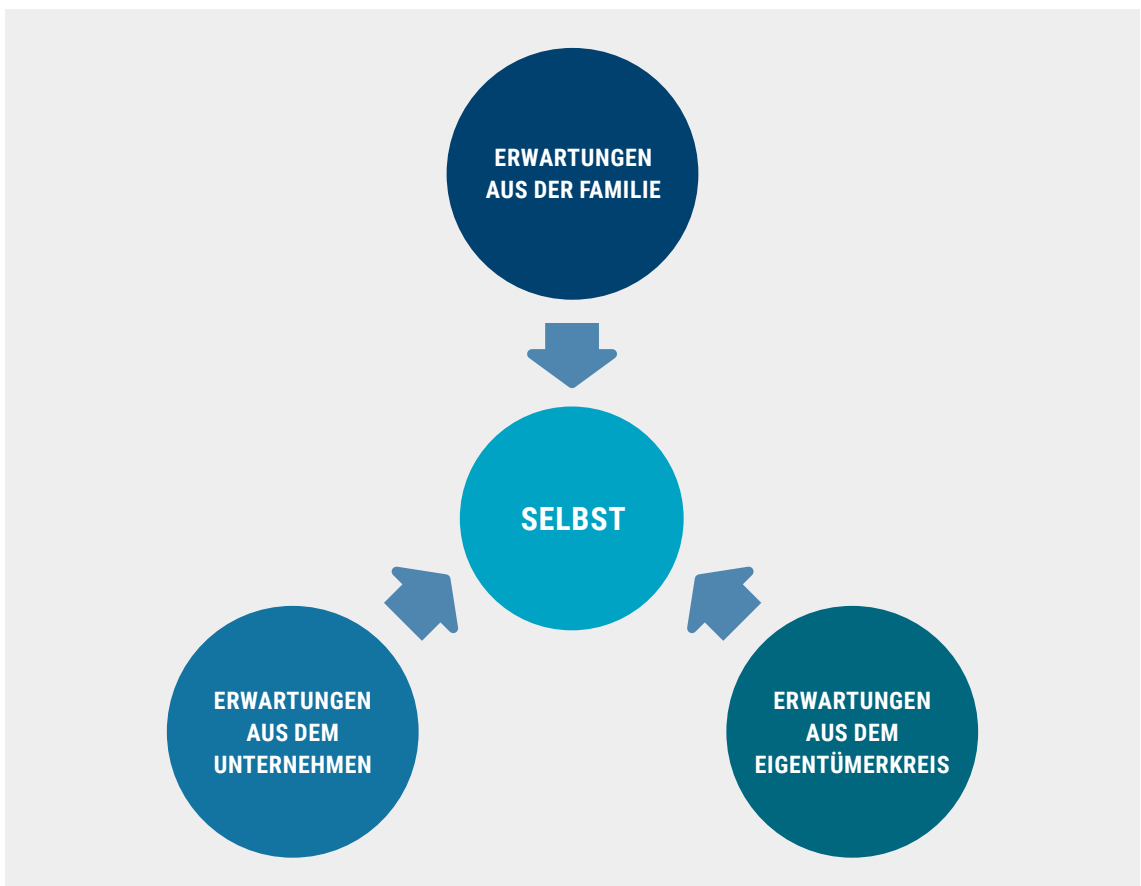 ERWARTUNGEN
AUS DER FAMILIE
SELBST
ERWARTUNGEN
AUS DEM
UNTERNEHMEN
ERWARTUNGEN
AUS DEM
EIGENTÜMERKREIS